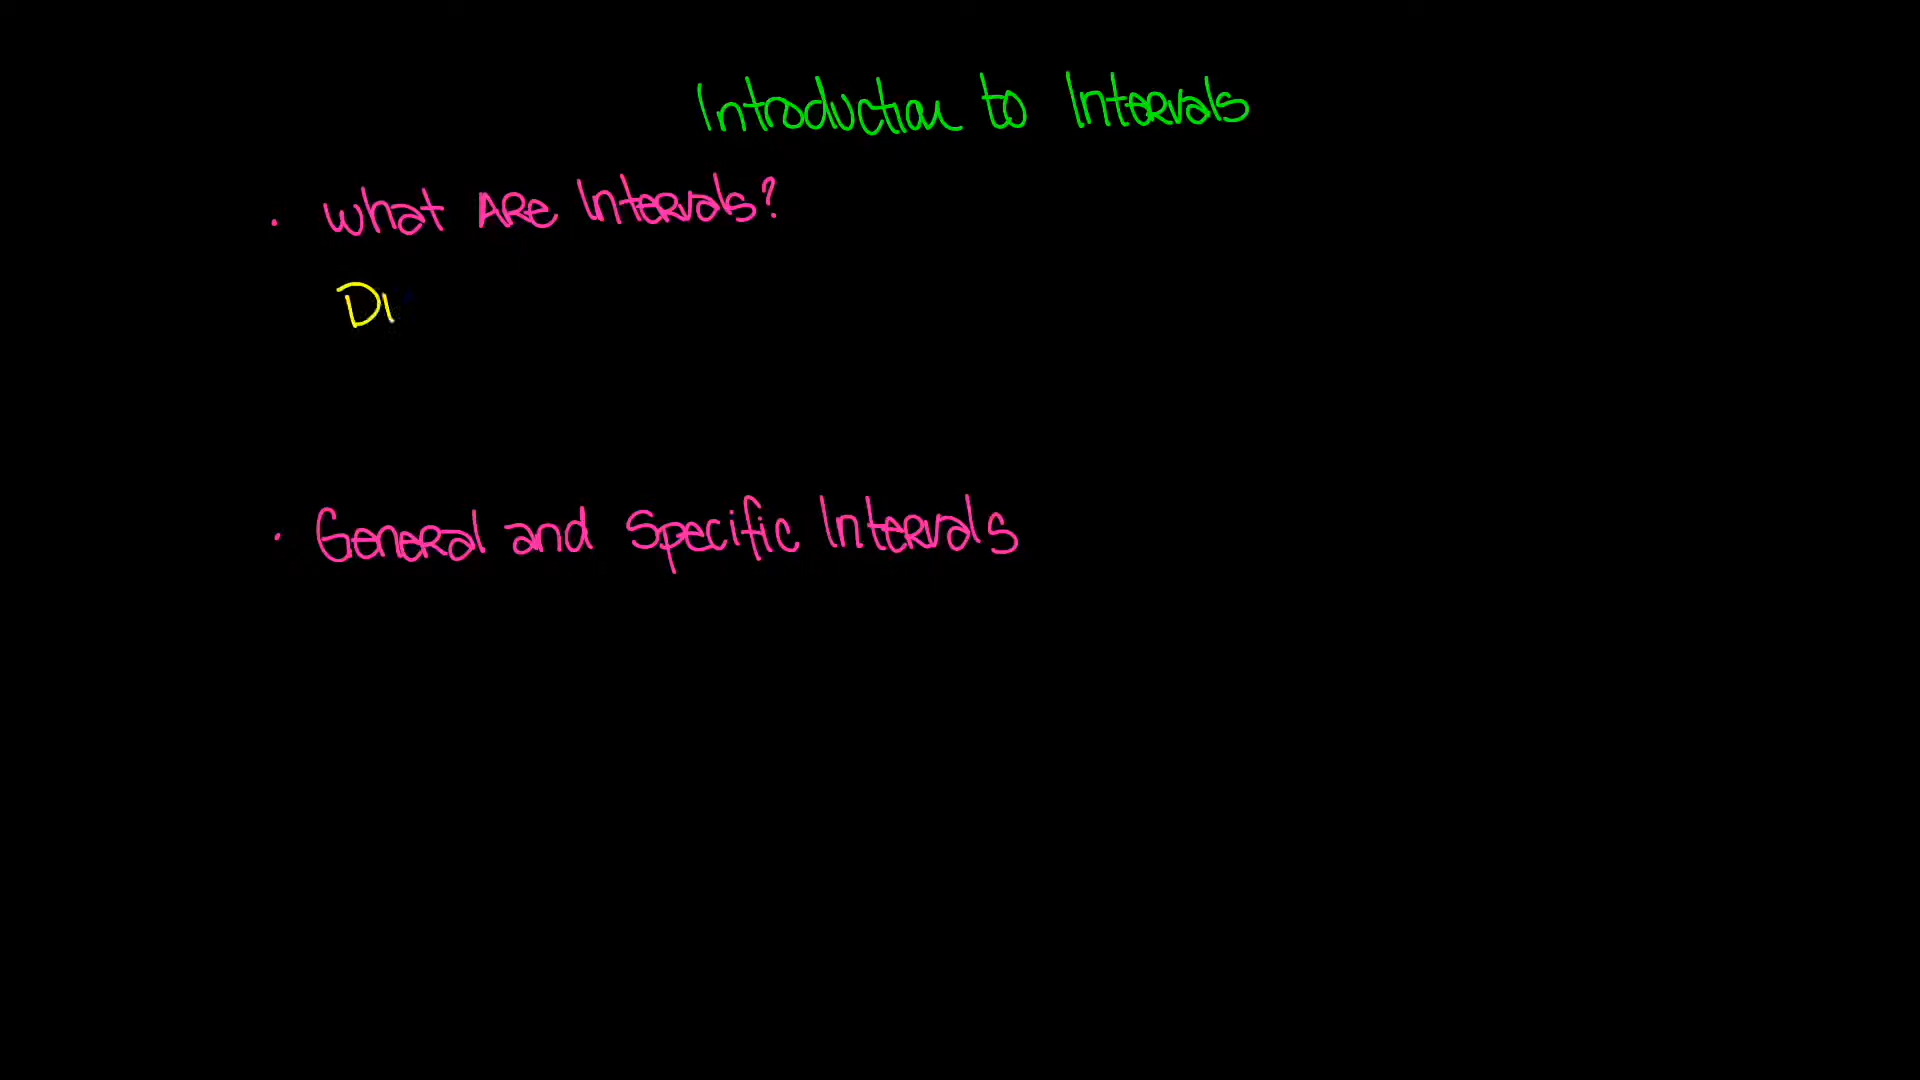 Introduction to Intervals
• What ARe Intervals?
DI
• General and Specific Intervals